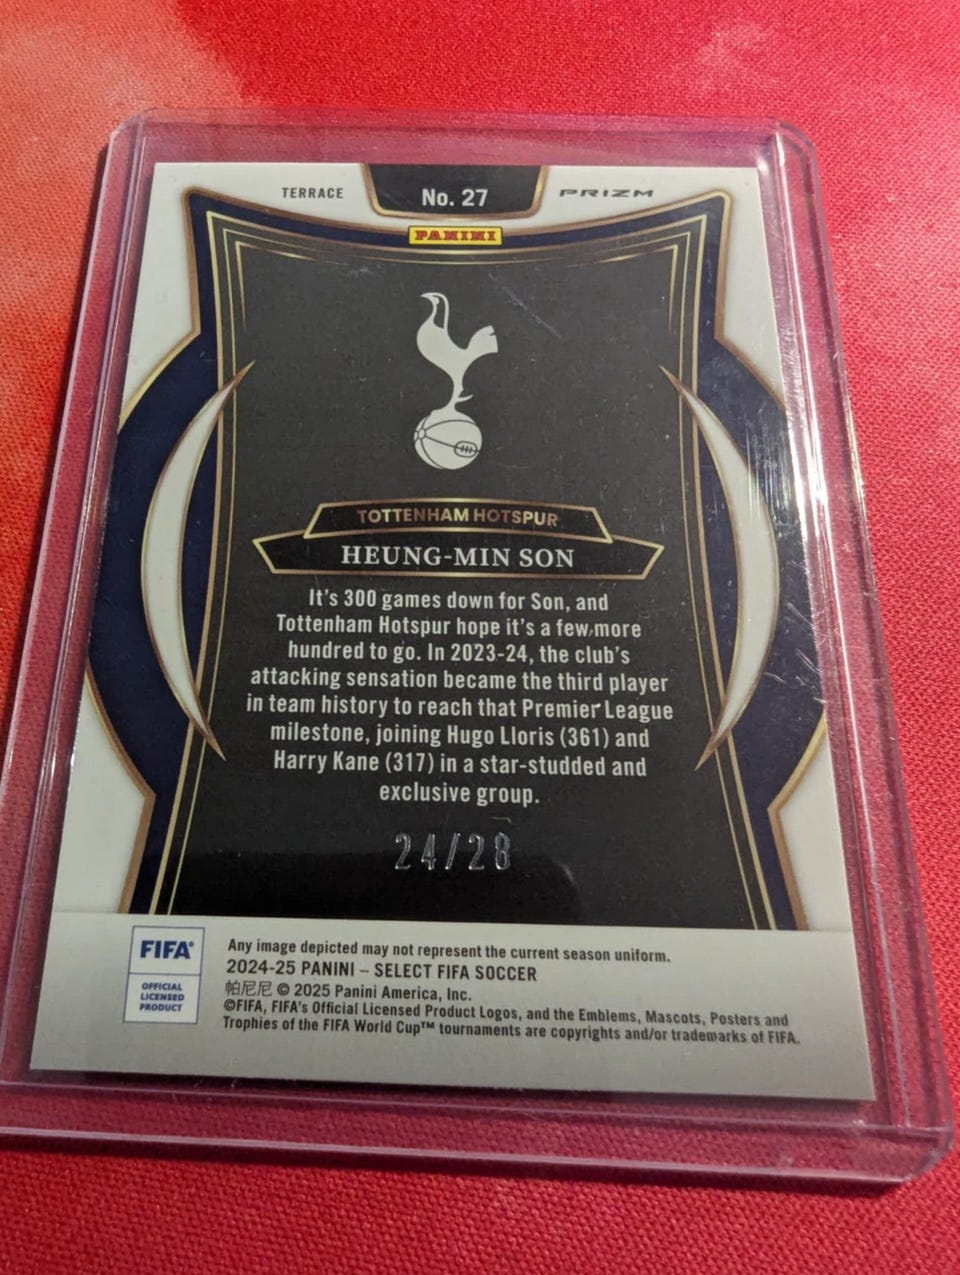 TERRACE
No. 27
PRIZM
PANINI
TOTTENHAM HOTSPUR
HEUNG-MIN SON
It's 300 games down for Son, and
Tottenham Hotspur hope it's a few more
hundred to go. In 2023-24, the club's
attacking sensation became the third player
in team history to reach that Premier League
milestone, joining Hugo Lloris (361) and
Harry Kane (317) in a star-studded and
exclusive group.
24/28
FIFA®
OFFICIAL
LICENSED
PRODUCT
Any image depicted may not represent the current season uniform.
2024-25 PANINI – SELECT FIFA SOCCER
帕尼尼 © 2025 Panini America, Inc.
©FIFA, FIFA's Official Licensed Product Logos, and the Emblems, Mascots, Posters and
Trophies of the FIFA World Cup™ tournaments are copyrights and/or trademarks of FIFA.